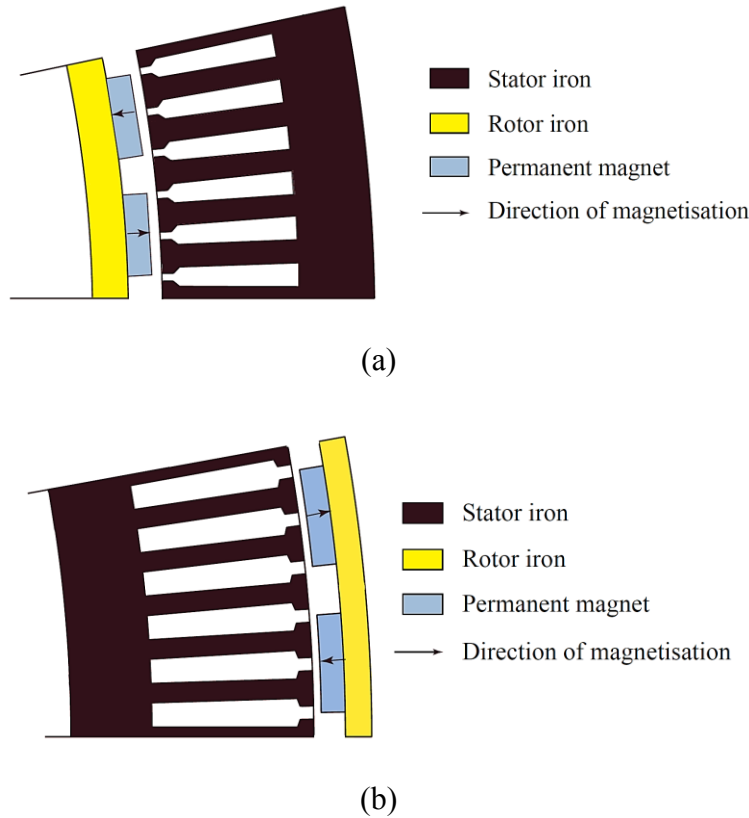 Stator iron
Rotor iron
Permanent magnet
Direction of magnetisation
(a)
Stator iron
Rotor iron
Permanent magnet
Direction of magnetisation
(b)